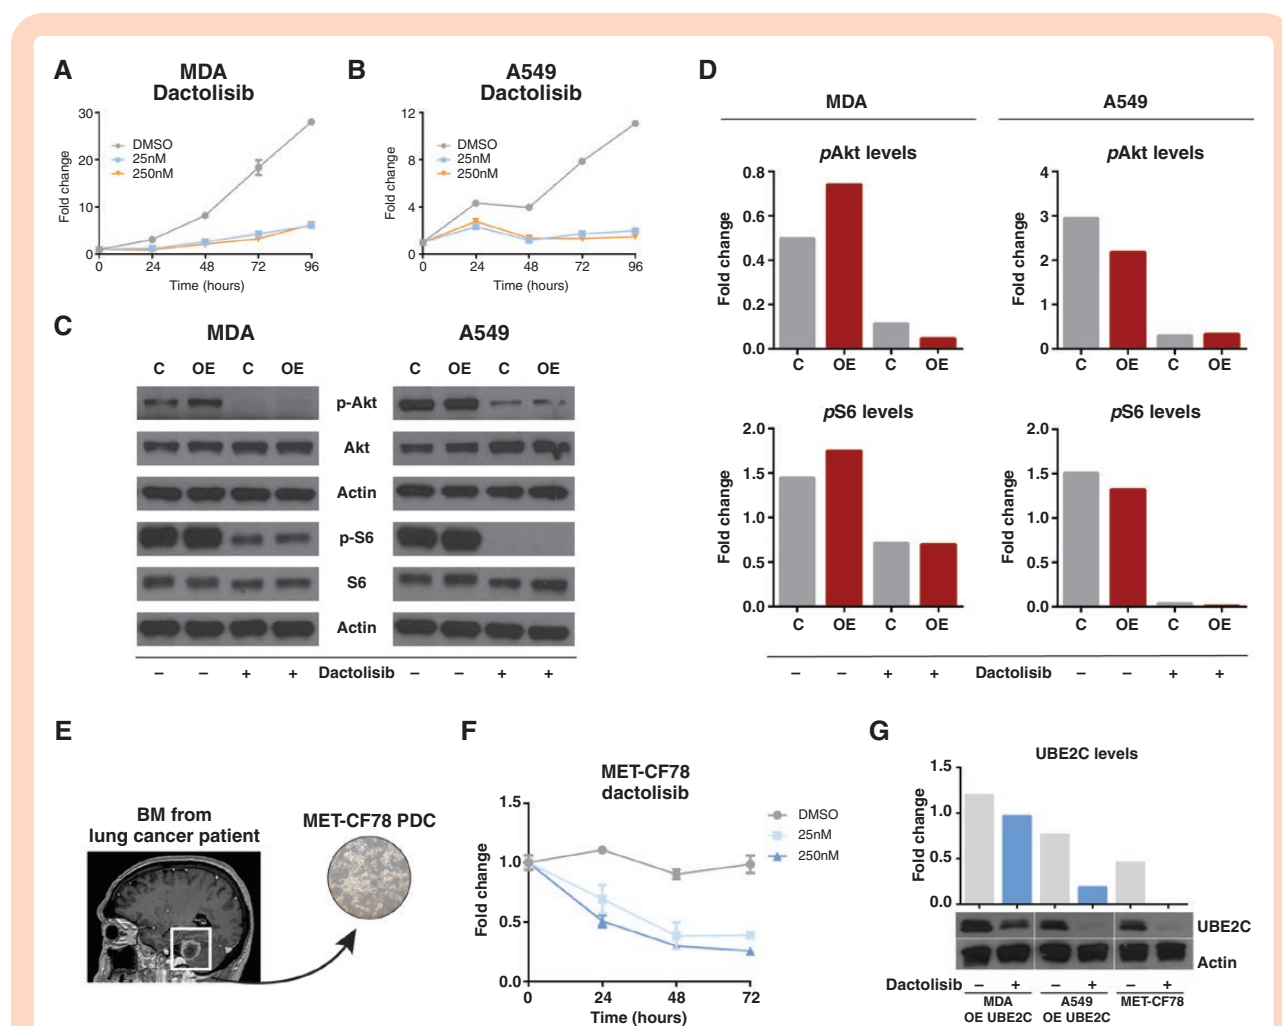 A
MDA
Dactolisib
30
20
10
0
Fold change
DMSO
25nM
250nM
0 24 48 72 96
Time (hours)
B
A549
Dactolisib
12
8
4
0
Fold change
DMSO
25nM
250nM
0 24 48 72 96
Time (hours)
C
MDA A549
C OE C OE C OE C OE
p-Akt
Akt
Actin
p-S6
S6
Actin
– – + + Dactolisib – – + +
D
MDA A549
pAkt levels
0.8
0.6
0.4
0.2
0.0
Fold change
C OE C OE
pAkt levels
4
3
2
1
0
Fold change
C OE C OE
pS6 levels
2.0
1.5
1.0
0.5
0.0
Fold change
C OE C OE
pS6 levels
2.0
1.5
1.0
0.5
0.0
Fold change
C OE C OE
– – + + Dactolisib – – + +
E
BM from
lung cancer patient
MET-CF78 PDC
F
MET-CF78
dactolisib
1.5
1.0
0.5
0.0
Fold change
DMSO
25nM
250nM
0 24 48 72
Time (hours)
G
UBE2C levels
1.5
1.0
0.5
0.0
Fold change
UBE2C
Actin
Dactolisib – + – + – +
MDA A549 MET-CF78
OE UBE2C OE UBE2C